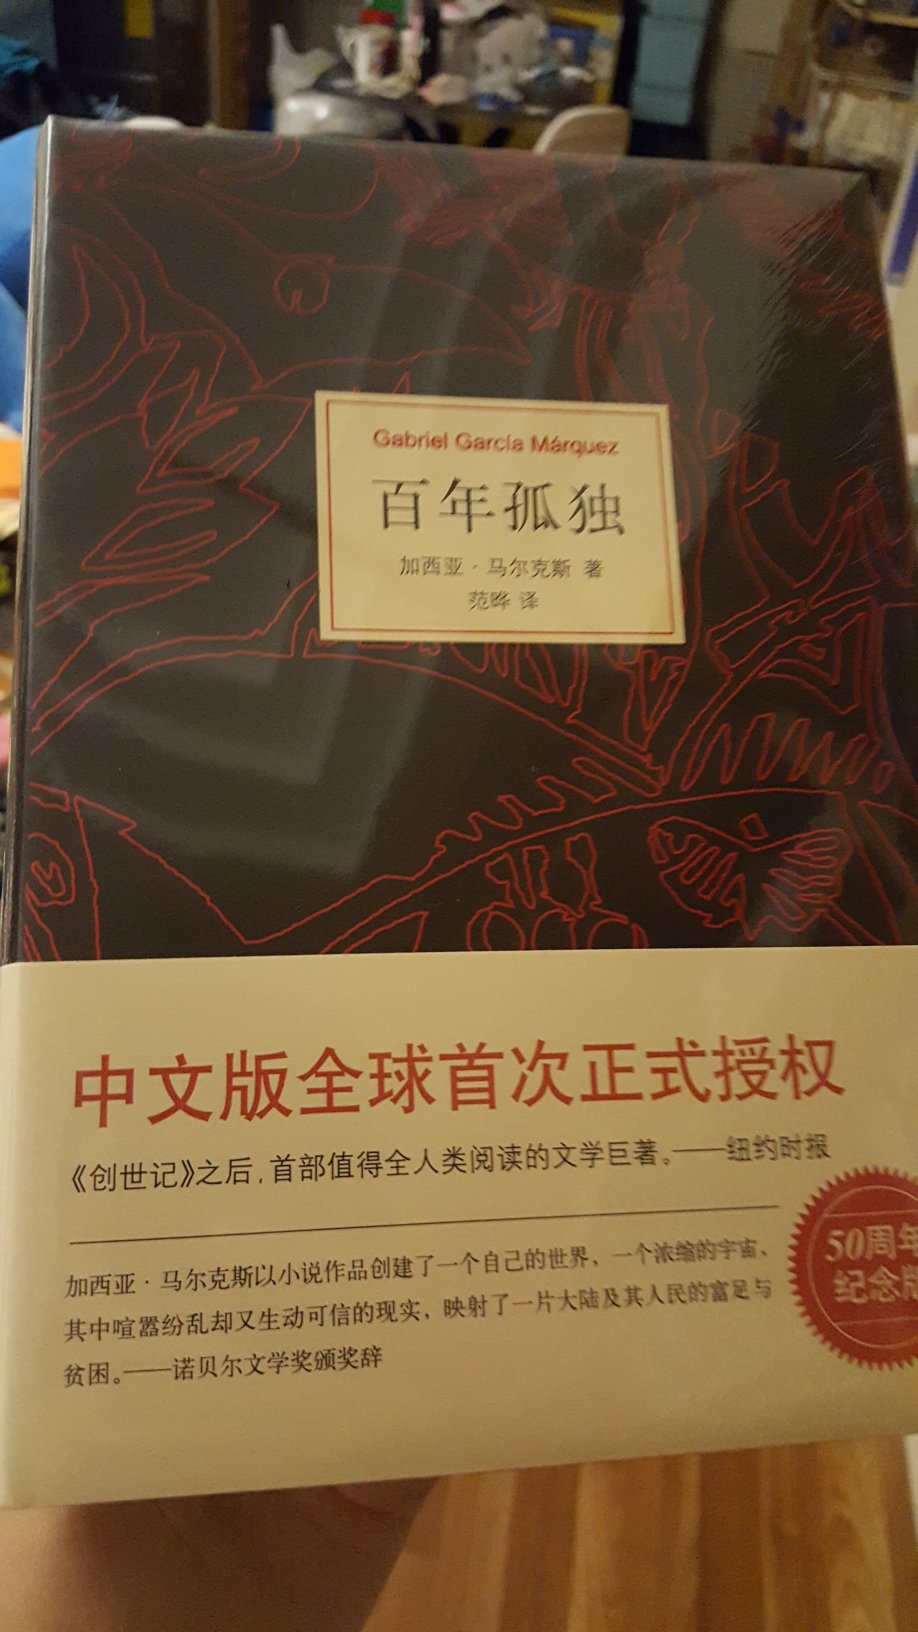 Gabriel García Márquez
百年孤独
加西亚·马尔克斯 著
范晔 译
中文版全球首次正式授权
《创世记》之后,首部值得全人类阅读的文学巨著。——纽约时报
加西亚·马尔克斯以小说作品创建了一个自己的世界，一个浓缩的宇宙，
其中喧嚣纷乱却又生动可信的现实，映射了一片大陆及其人民的富足与
贫困。——诺贝尔文学奖颁奖辞
50周年
纪念版